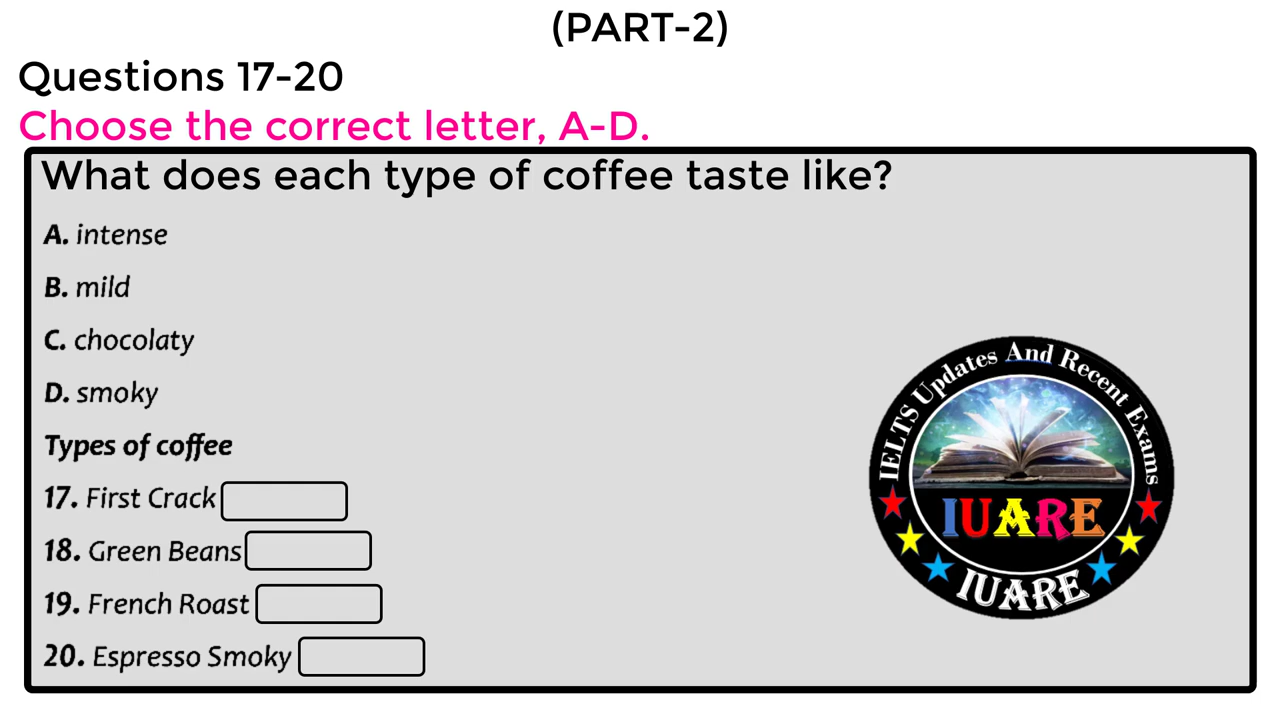 (PART-2)
Questions 17-20
Choose the correct letter, A-D.
What does each type of coffee taste like?
A. intense
B. mild
C. chocolaty
D. smoky
Types of coffee
17. First Crack
18. Green Beans
19. French Roast
20. Espresso Smoky
IELTS Updates And Recent Exams
IUARE
IUARE